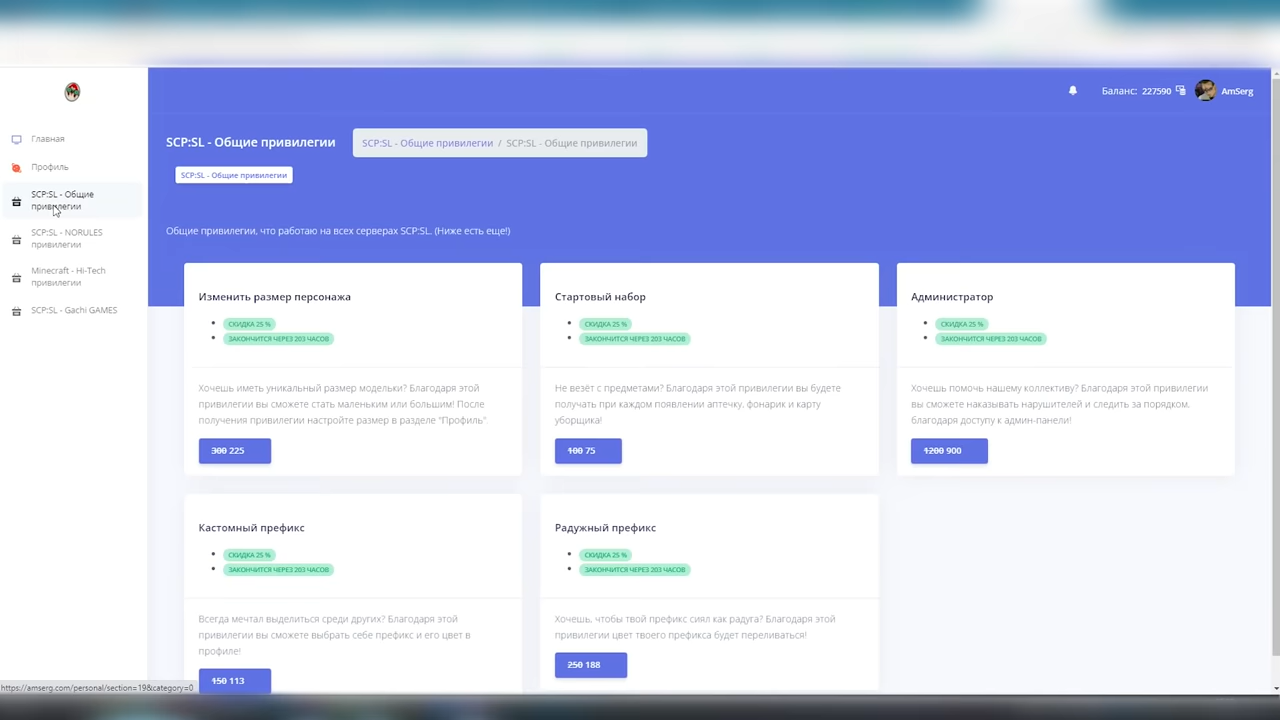 Баланс: 227590
AmSerg
Главная
Профиль
SCP:SL - Общие
привилегии
SCP:SL - NORULES
привилегии
Minecraft - Hi-Tech
привилегии
SCP:SL - Gachi GAMES
SCP:SL - Общие привилегии
SCP:SL - Общие привилегии / SCP:SL - Общие привилегии
SCP:SL - Общие привилегии
Общие привилегии, что работаю на всех серверах SCP:SL. (Ниже есть еще!)
Изменить размер персонажа
СКИДКА 25 %
ЗАКОНЧИТСЯ ЧЕРЕЗ 203 ЧАСОВ
Хочешь иметь уникальный размер модельки? Благодаря этой
привилегии вы сможете стать маленьким или большим! После
получения привилегии настройте размер в разделе "Профиль".
300 225
Стартовый набор
СКИДКА 25 %
ЗАКОНЧИТСЯ ЧЕРЕЗ 203 ЧАСОВ
Не везёт с предметами? Благодаря этой привилегии вы будете
получать при каждом появлении аптечку, фонарик и карту
уборщика!
100 75
Администратор
СКИДКА 25 %
ЗАКОНЧИТСЯ ЧЕРЕЗ 203 ЧАСОВ
Хочешь помочь нашему коллективу? Благодаря этой привилегии
вы сможете наказывать нарушителей и следить за порядком,
благодаря доступу к админ-панели!
1200 900
Кастомный префикс
СКИДКА 25 %
ЗАКОНЧИТСЯ ЧЕРЕЗ 203 ЧАСОВ
Всегда мечтал выделиться среди других? Благодаря этой
привилегии вы сможете выбрать себе префикс и его цвет в
профиле!
150 113
Радужный префикс
СКИДКА 25 %
ЗАКОНЧИТСЯ ЧЕРЕЗ 203 ЧАСОВ
Хочешь, чтобы твой префикс сиял как радуга? Благодаря этой
привилегии цвет твоего префикса будет переливаться!
250 188
https://amserg.com/personal/section=19&category=0